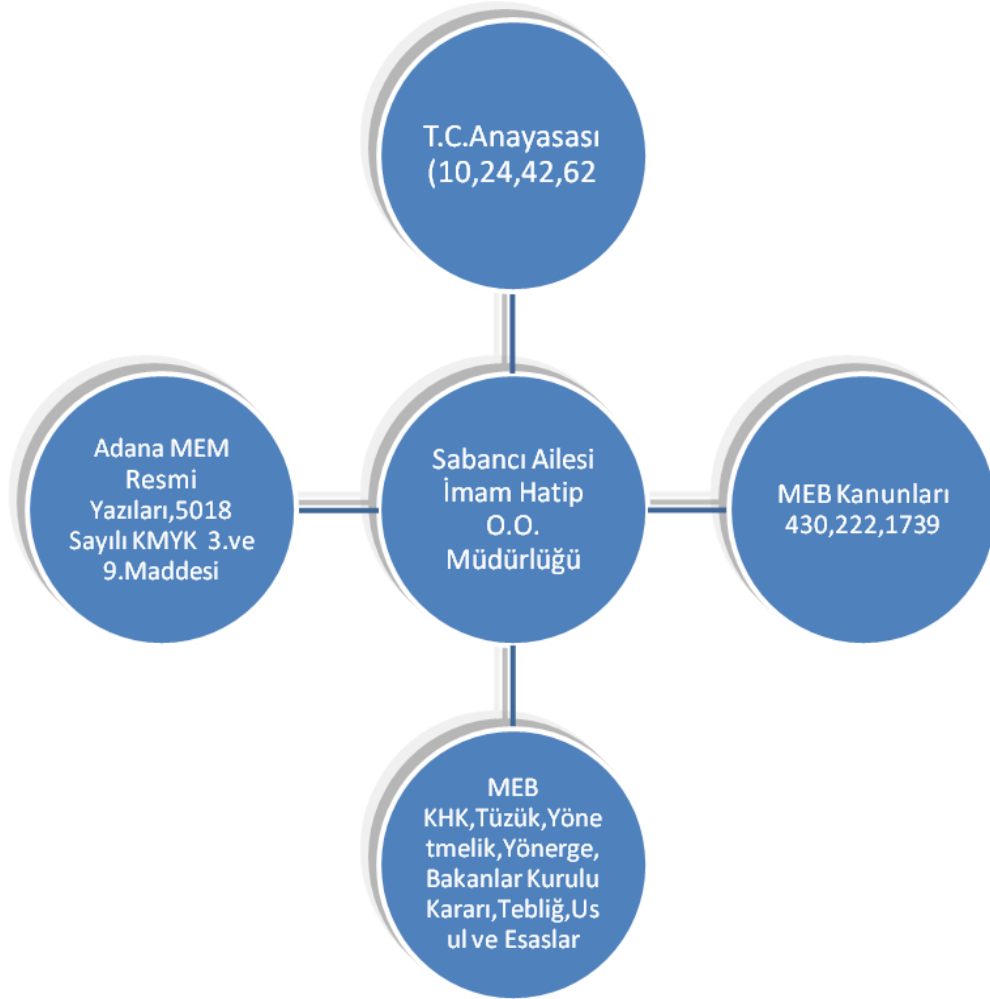 T.C.Anayasası
(10,24,42,62
Adana MEM
Resmi
Yazıları,5018
Sayılı KMYK 3.ve
9.Maddesi
Sabancı Ailesi
İmam Hatip
O.O.
Müdürlüğü
MEB Kanunları
430,222,1739
MEB
KHK,Tüzük,Yöne
tmelik,Yönerge,
Bakanlar Kurulu
Kararı,Tebliğ,Us
ul ve Esaslar